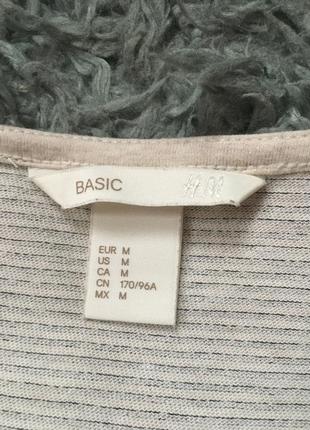 BASIC H&M
EUR M
US M
CA M
CN 170/96A
MX M